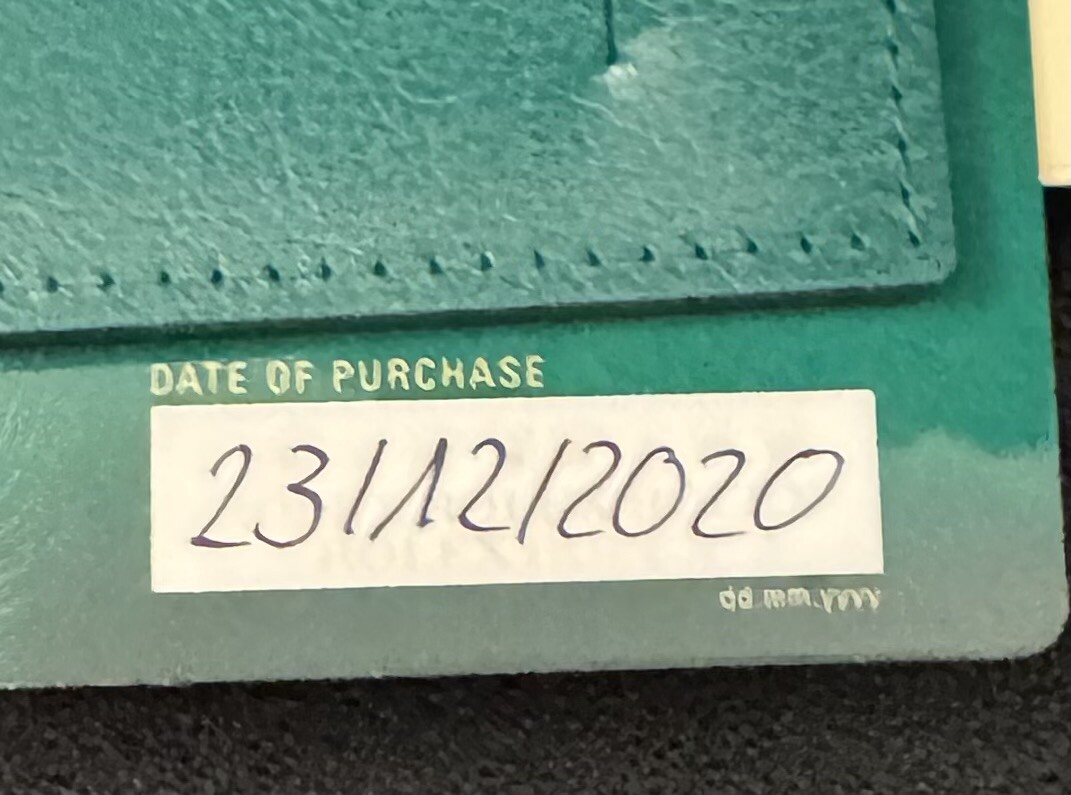 DATE OF PURCHASE
23/12/2020
dd.mm.yyyy